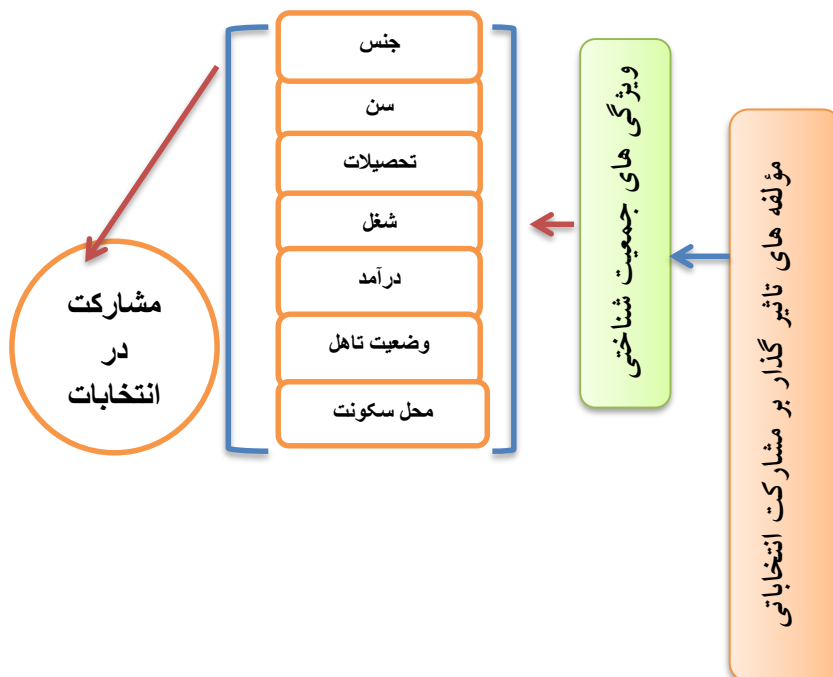 مؤلفه های تاثیر گذار بر مشارکت انتخاباتی
ویژگی های جمعیت شناختی
جنس
سن
تحصیلات
شغل
درآمد
وضعیت تاهل
محل سکونت
مشارکت
در
انتخابات